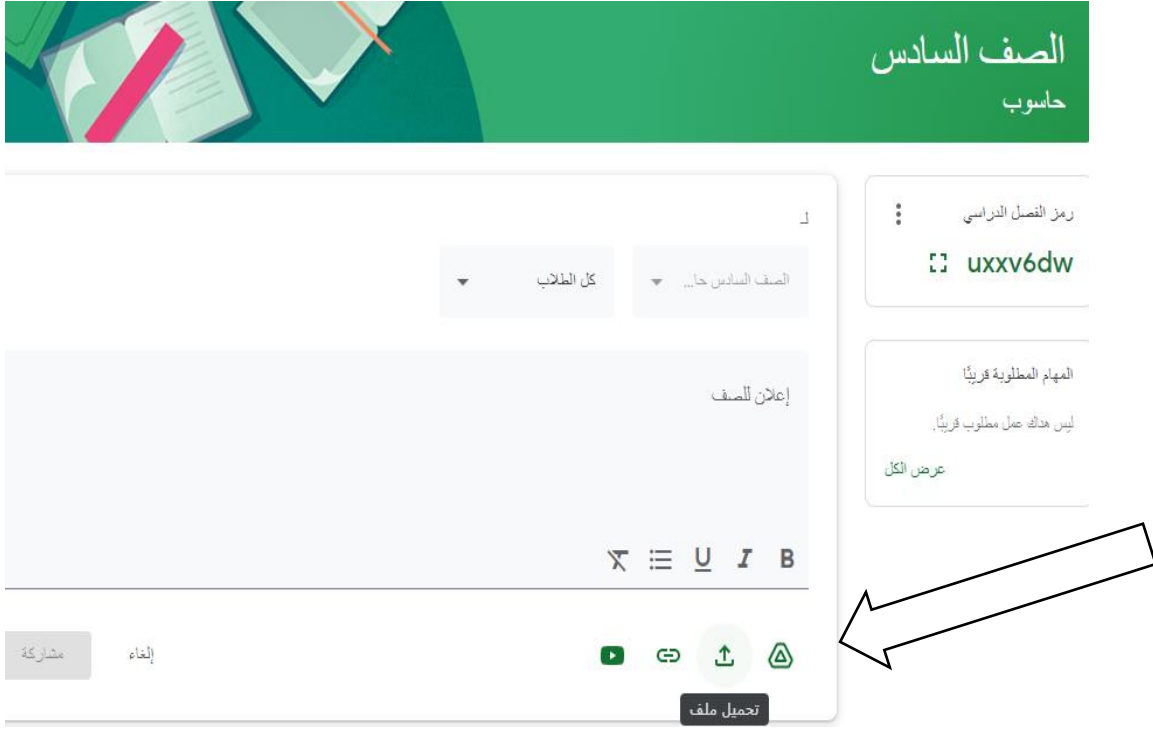 الصف السادس
حاسوب
رمز الفصل الدراسي
uxxv6dw
المهام المطلوبة قريبًا
ليس هناك عمل مطلوب قريبًا.
عرض الكل
لـ
الصف السادس حا...
كل الطلاب
إعلان للصف
B I U
إلغاء
مشاركة
تحميل ملف